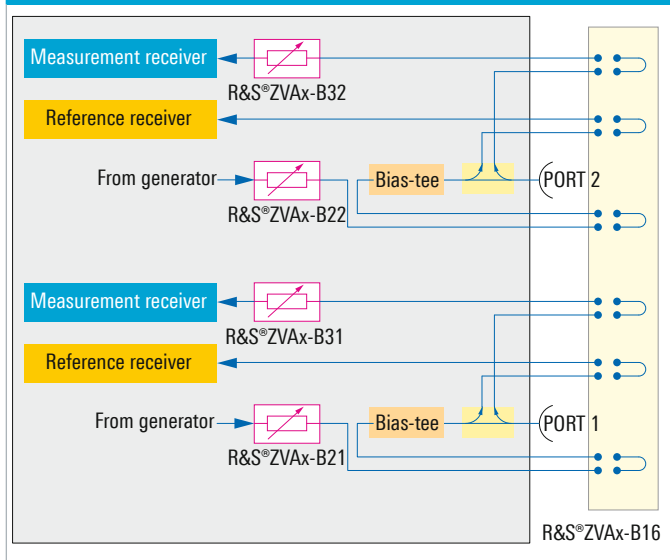 Measurement receiver
R&S®ZVAx-B32
Reference receiver
From generator
Bias-tee
PORT 2
R&S®ZVAx-B22
Measurement receiver
R&S®ZVAx-B31
Reference receiver
From generator
Bias-tee
PORT 1
R&S®ZVAx-B21
R&S®ZVAx-B16